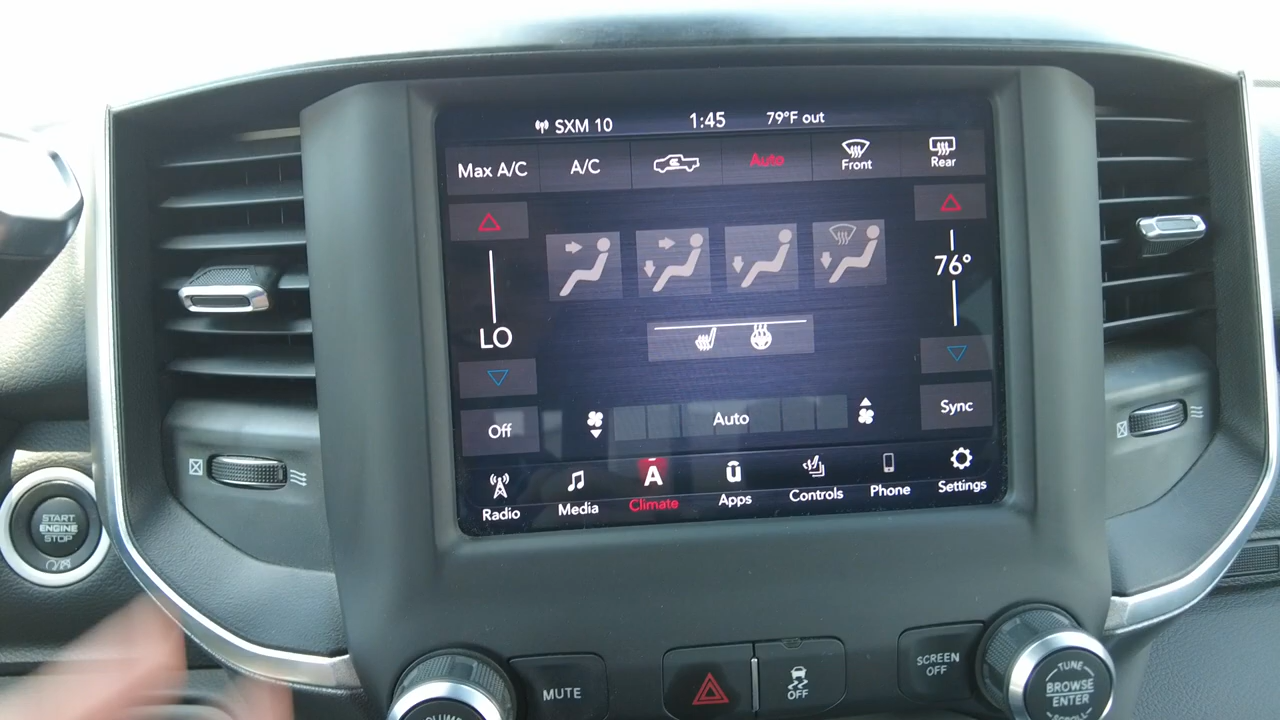 SXM 10
1:45
79°F out
Max A/C
A/C
Auto
Front
Rear
LO
76°
Off
Auto
Sync
Radio
Media
A
Climate
Apps
Controls
Phone
Settings
START
ENGINE
STOP
MUTE
OFF
SCREEN
OFF
TUNE
BROWSE
ENTER